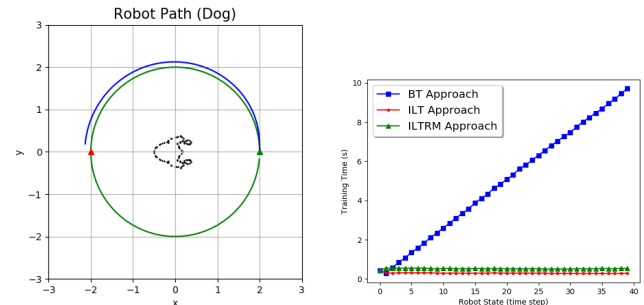 Robot Path (Dog)
3
2
1
0
−1
−2
−3
y
−3 −2 −1 0 1 2 3
x
BT Approach
ILT Approach
ILTRM Approach
10
8
6
4
2
0
Training Time (s)
0 5 10 15 20 25 30 35 40
Robot State (time step)